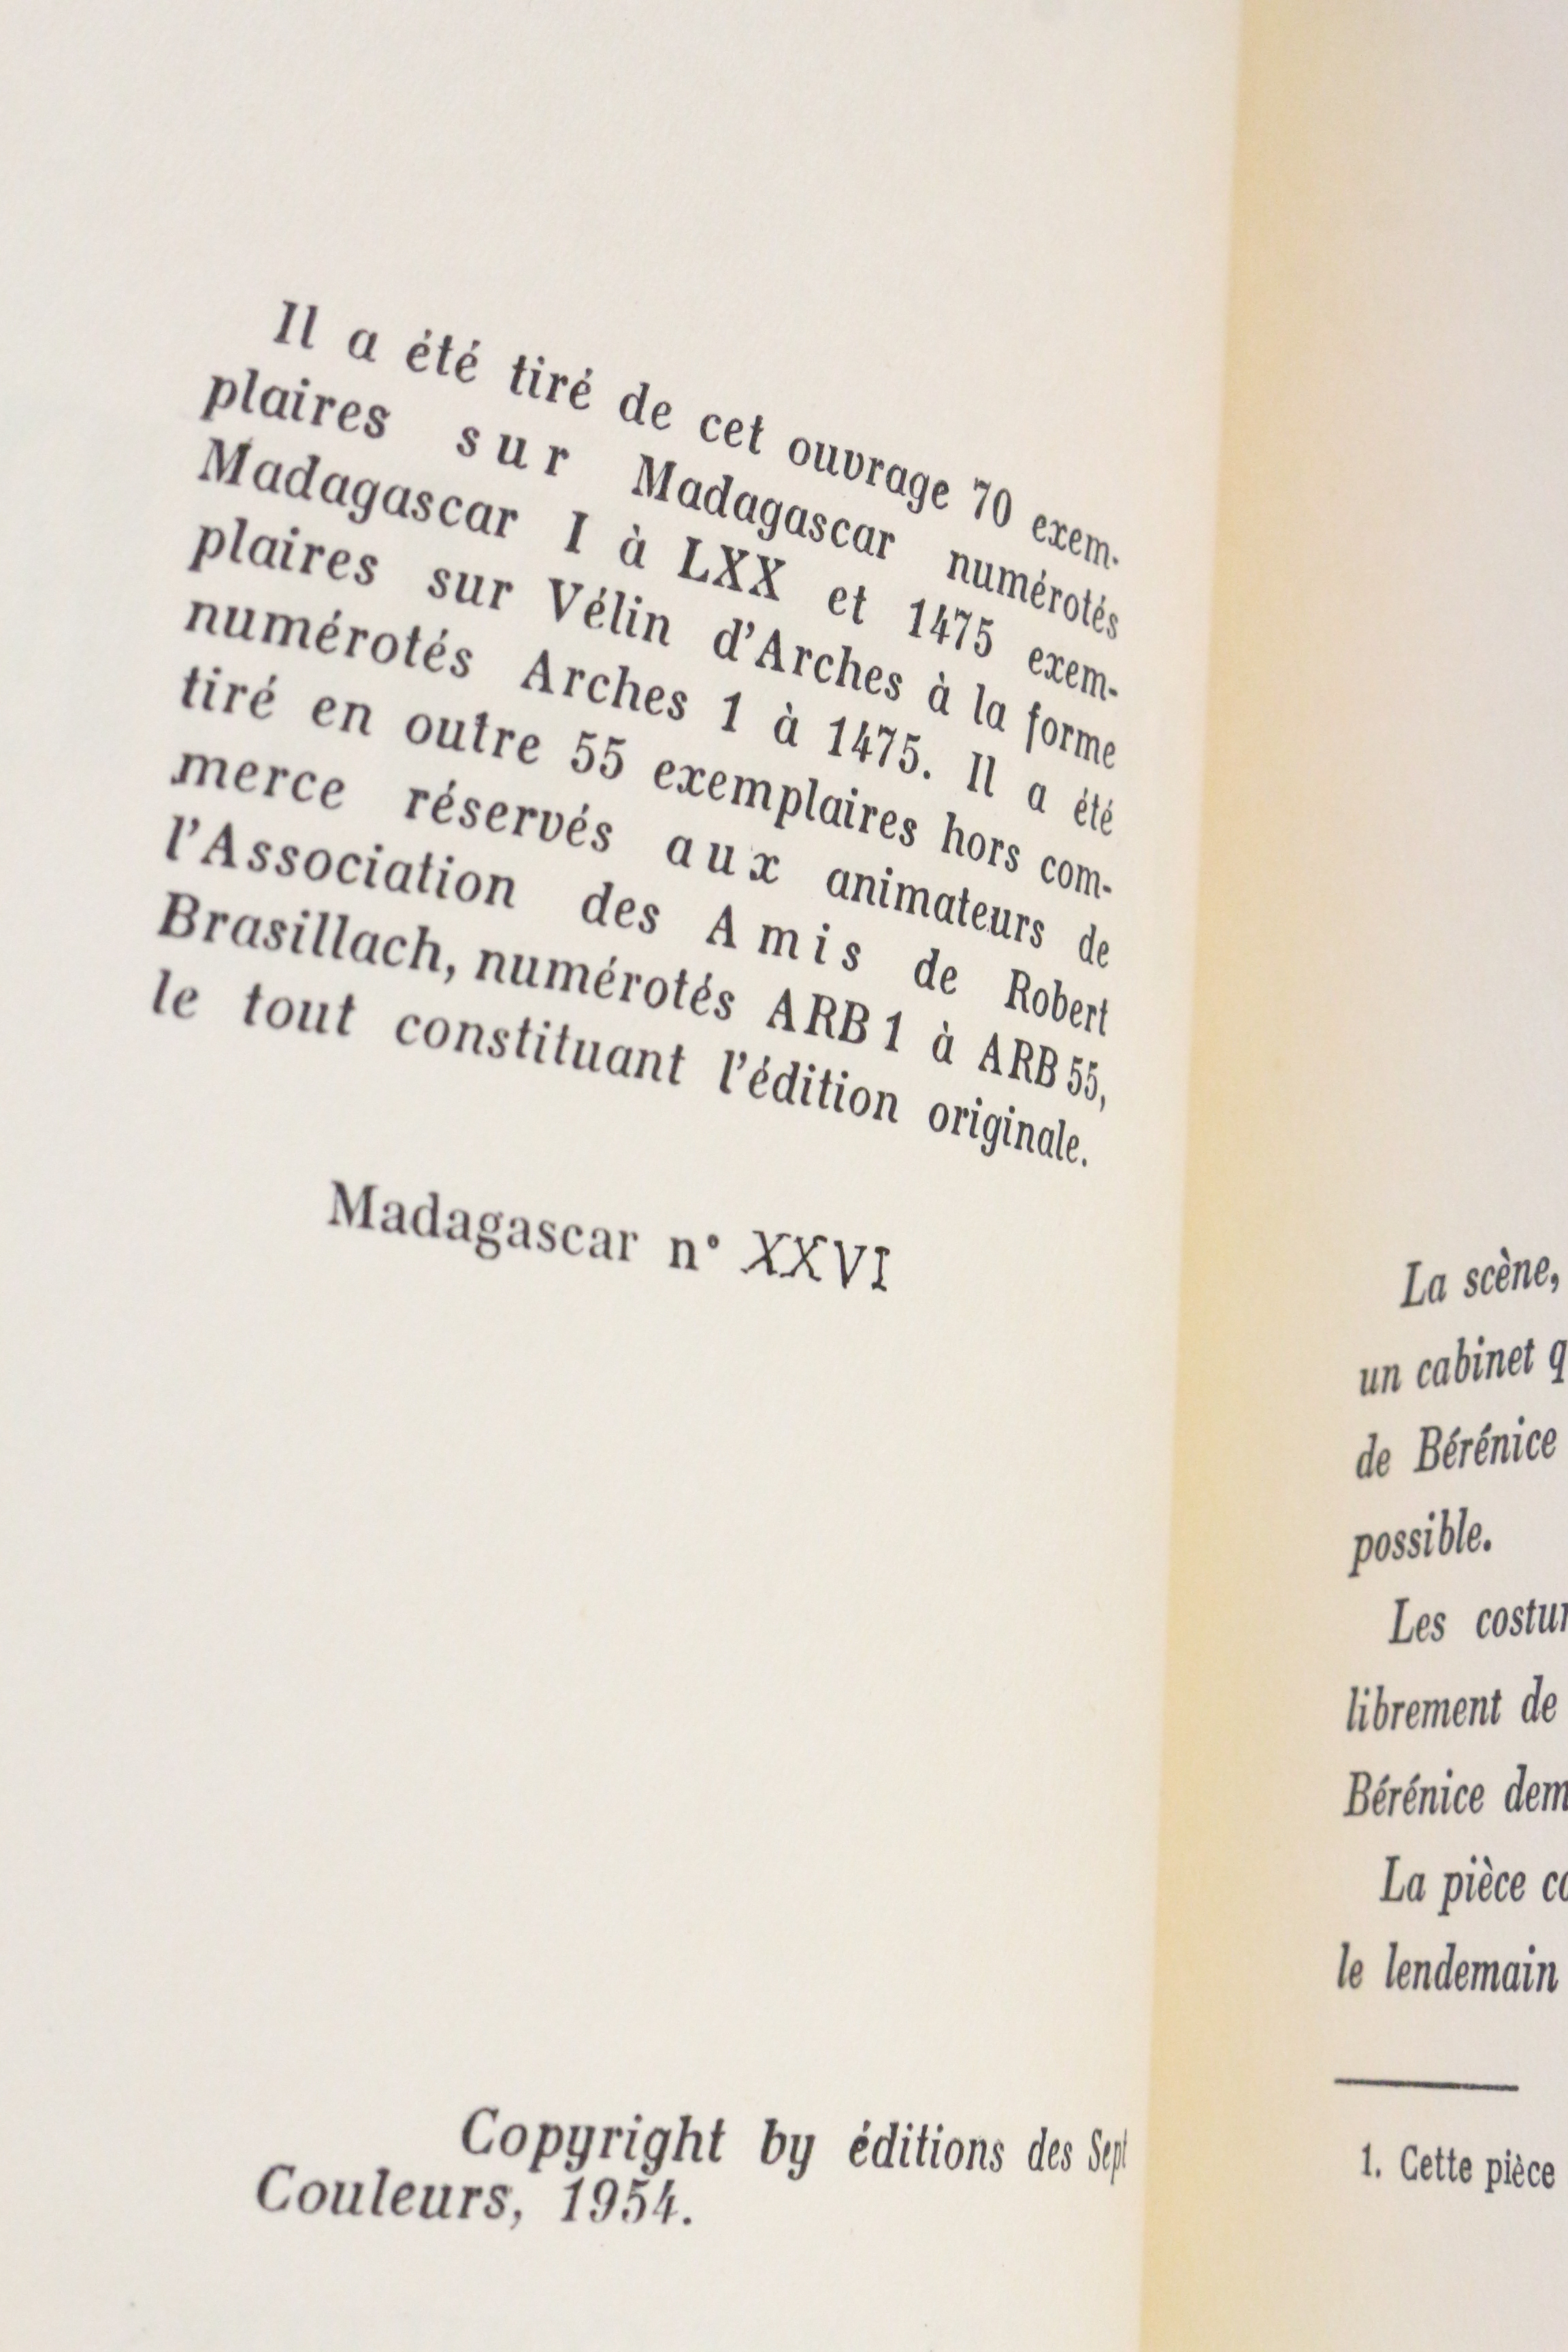 Il a été tiré de cet ouvrage 70 exem-
plaires sur Madagascar numérotés
Madagascar I à LXX et 1475 exem-
plaires sur Vélin d'Arches à la forme
numérotés Arches 1 à 1475. Il a été
tiré en outre 55 exemplaires hors com-
merce réservés aux animateurs de
l'Association des Amis de Robert
Brasillach, numérotés ARB 1 à ARB 55,
le tout constituant l'édition originale.
Madagascar n° XXVI
Copyright by éditions des Sept
Couleurs, 1954.
La scène,
un cabinet q
de Bérénice
possible.
Les costu
librement de
Bérénice dem
La pièce co
le lendemain
1. Cette pièce